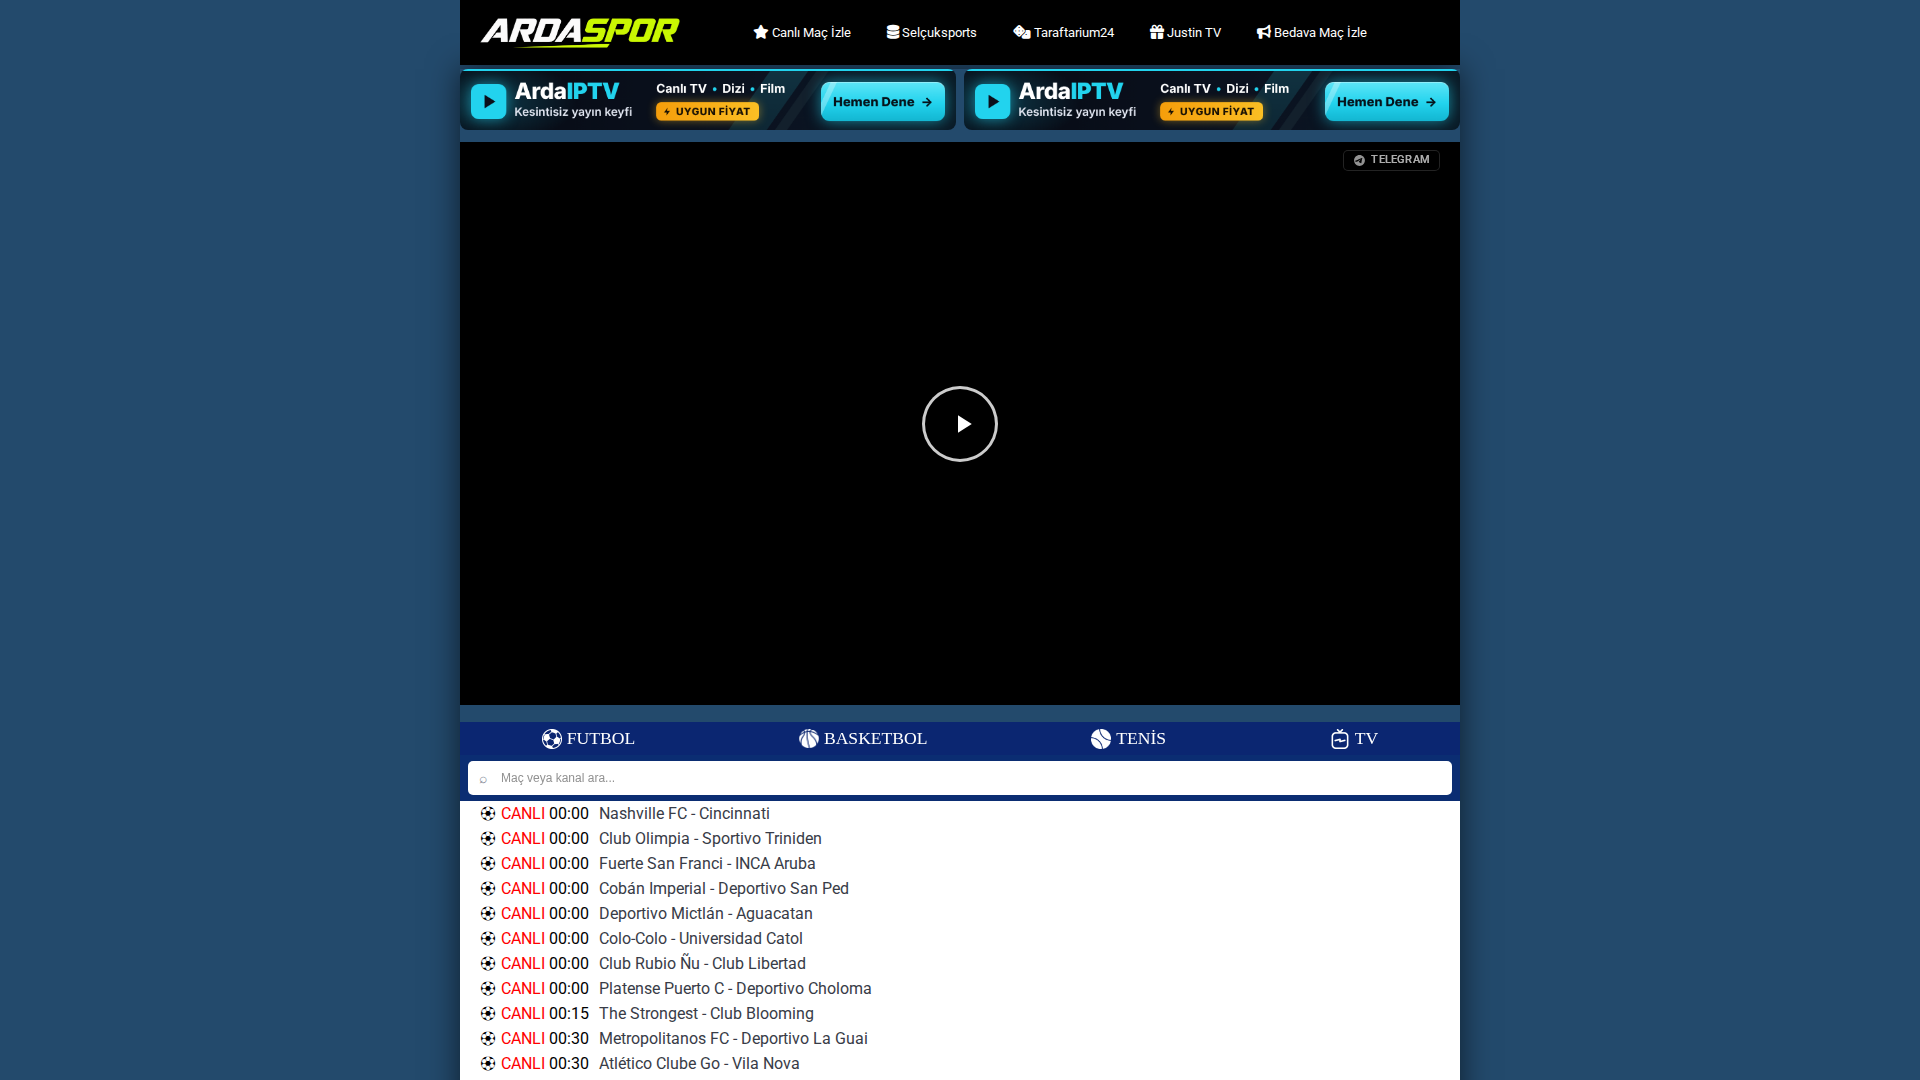 ARDASPOR
Canlı Maç İzle
Selçuksports
Taraftarium24
Justin TV
Bedava Maç İzle
ArdaIPTV
Kesintisiz yayın keyfi
Canlı TV • Dizi • Film
UYGUN FİYAT
Hemen Dene →
ArdaIPTV
Kesintisiz yayın keyfi
Canlı TV • Dizi • Film
UYGUN FİYAT
Hemen Dene →
TELEGRAM
FUTBOL
BASKETBOL
TENİS
TV
Maç veya kanal ara...
CANLI 00:00 Nashville FC - Cincinnati
CANLI 00:00 Club Olimpia - Sportivo Triniden
CANLI 00:00 Fuerte San Franci - INCA Aruba
CANLI 00:00 Cobán Imperial - Deportivo San Ped
CANLI 00:00 Deportivo Mictlán - Aguacatan
CANLI 00:00 Colo-Colo - Universidad Catol
CANLI 00:00 Club Rubio Ñu - Club Libertad
CANLI 00:00 Platense Puerto C - Deportivo Choloma
CANLI 00:15 The Strongest - Club Blooming
CANLI 00:30 Metropolitanos FC - Deportivo La Guai
CANLI 00:30 Atlético Clube Go - Vila Nova